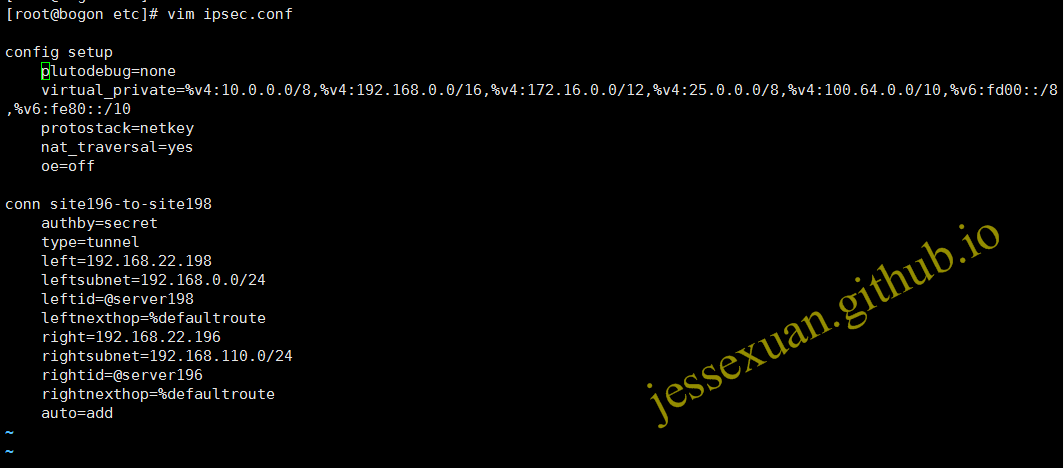 [root@bogon etc]# vim ipsec.conf
config setup
plutodebug=none
virtual_private=%v4:10.0.0.0/8,%v4:192.168.0.0/16,%v4:172.16.0.0/12,%v4:25.0.0.0/8,%v4:100.64.0.0/10,%v6:fd00::/8
,%v6:fe80::/10
protostack=netkey
nat_traversal=yes
oe=off
conn site196-to-site198
authby=secret
type=tunnel
left=192.168.22.198
leftsubnet=192.168.0.0/24
leftid=@server198
leftnexthop=%defaultroute
right=192.168.22.196
rightsubnet=192.168.110.0/24
rightid=@server196
rightnexthop=%defaultroute
auto=add
~
~
jessexuan.github.io